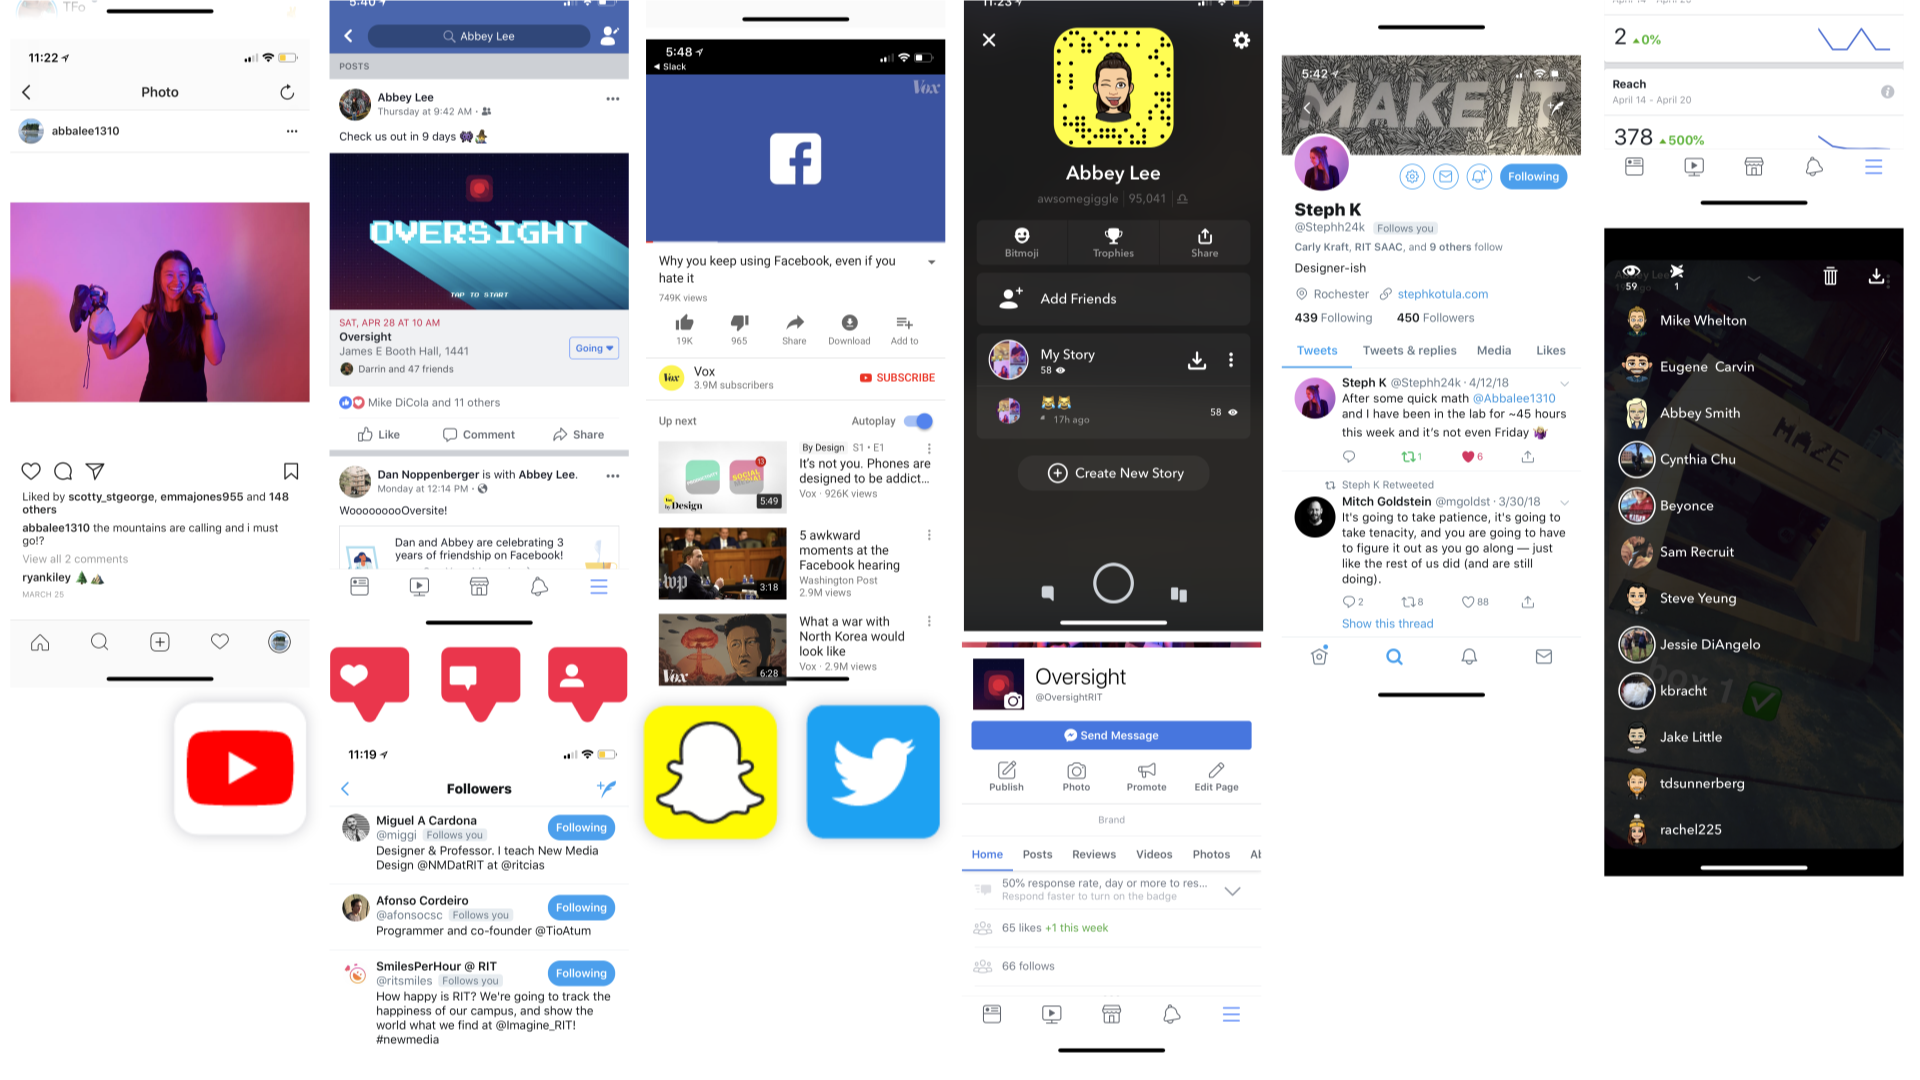 TFo
11:22
Photo
abbalee1310
Liked by scotty_stgeorge, emmajones955 and 148
others
abbalee1310 the mountains are calling and i must
go!?
View all 2 comments
ryankiley
MARCH 25
5:40
Abbey Lee
POSTS
Abbey Lee
Thursday at 9:42 AM ·
Check us out in 9 days
OVERSIGHT
TAP TO START
SAT, APR 28 AT 10 AM
Oversight
James E Booth Hall, 1441
Going
Darrin and 47 friends
Mike DiCola and 11 others
Like
Comment
Share
Dan Noppenberger is with Abbey Lee.
Monday at 12:14 PM ·
WooooooooOversite!
Dan and Abbey are celebrating 3
years of friendship on Facebook!
11:19
Followers
Miguel A Cardona
@miggi Follows you
Following
Designer & Professor. I teach New Media
Design @NMDatRIT at @ritcias
Afonso Cordeiro
@afonsocsc Follows you
Following
Programmer and co-founder @TioAtum
SmilesPerHour @ RIT
@ritsmiles Follows you
Following
How happy is RIT? We're going to track the
happiness of our campus, and show the
world what we find at @Imagine_RIT!
#newmedia
5:48
Slack
Vox
Why you keep using Facebook, even if you
hate it
749K views
19K
965
Share
Download
Add to
Vox
Vox
3.9M subscribers
SUBSCRIBE
Up next
Autoplay
SOCIAL
13
by Design
5:49
By Design S1 · E1
It's not you. Phones are
designed to be addict...
Vox · 926K views
wp
3:18
5 awkward
moments at the
Facebook hearing
Washington Post
2.9M views
Vox
6:28
What a war with
North Korea would
look like
Vox · 2.9M views
11:23
Abbey Lee
awsomegiggle 95,041
Bitmoji
Trophies
Share
Add Friends
My Story
58
17h ago
58
Create New Story
Oversight
@OversightRIT
Send Message
Publish
Photo
Promote
Edit Page
Brand
Home
Posts
Reviews
Videos
Photos
Al
50% response rate, day or more to res...
Respond faster to turn on the badge
65 likes +1 this week
66 follows
5:42
MAKE IT
Following
Steph K
@Stephh24k Follows you
Carly Kraft, RIT SAAC, and 9 others follow
Designer-ish
Rochester stephkotula.com
439 Following 450 Followers
Tweets
Tweets & replies
Media
Likes
Steph K @Stephh24k · 4/12/18
After some quick math @Abbalee1310
and I have been in the lab for ~45 hours
this week and it's not even Friday
1
6
Steph K Retweeted
Mitch Goldstein @mgoldst · 3/30/18
It's going to take patience, it's going to
take tenacity, and you are going to have
to figure it out as you go along — just
like the rest of us did (and are still
doing).
2
8
88
Show this thread
April 14 - April 20
2 0%
Reach
April 14 - April 20
378 500%
Abbey Lee
59
1
Mike Whelton
Eugene Carvin
Abbey Smith
Cynthia Chu
Beyonce
Sam Recruit
Steve Yeung
Jessie DiAngelo
kbracht
Jake Little
tdsunnerberg
rachel225
MAZE
box 1